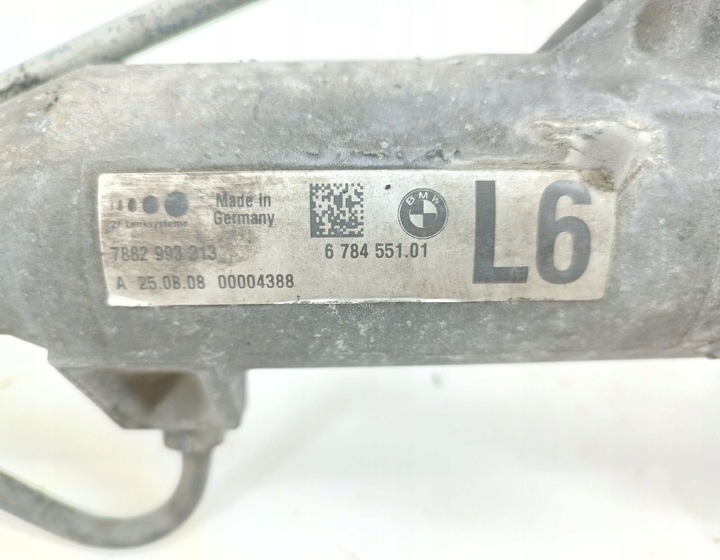 ZF Lenksysteme
Made in
Germany
7882 993 213
A 25.08.08 00004388
BMW
6 784 551.01
L6